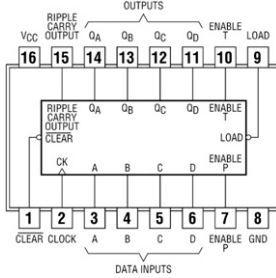 OUTPUTS
VCC RIPPLE CARRY OUTPUT QA QB QC QD ENABLE T LOAD
16 15 14 13 12 11 10 9
RIPPLE CARRY OUTPUT QA QB QC QD ENABLE T
CLEAR LOAD
CK A B C D ENABLE P
1 2 3 4 5 6 7 8
CLEAR CLOCK A B C D ENABLE P GND
DATA INPUTS